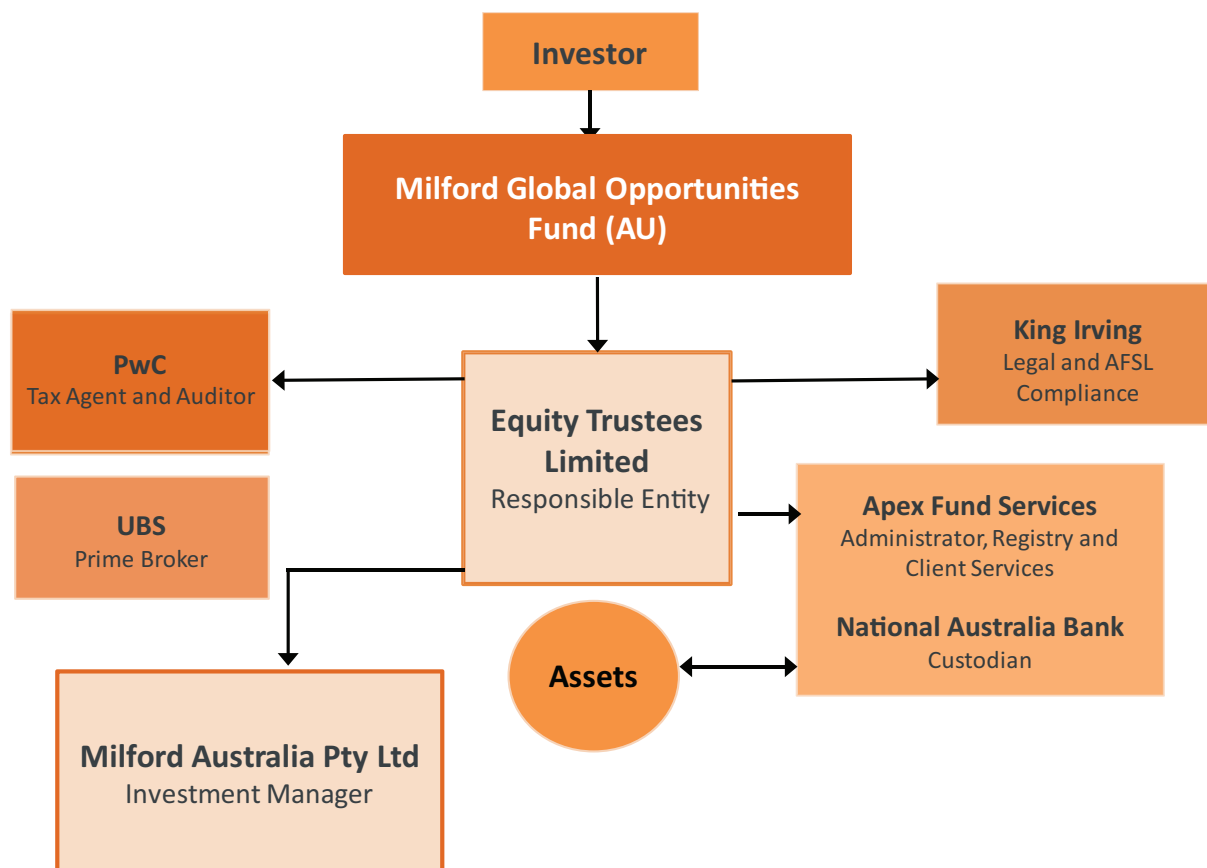 Investor
Milford Global Opportunities
Fund (AU)
PwC
Tax Agent and Auditor
King Irving
Legal and AFSL
Compliance
Equity Trustees
Limited
Responsible Entity
UBS
Prime Broker
Apex Fund Services
Administrator, Registry and
Client Services
National Australia Bank
Custodian
Assets
Milford Australia Pty Ltd
Investment Manager